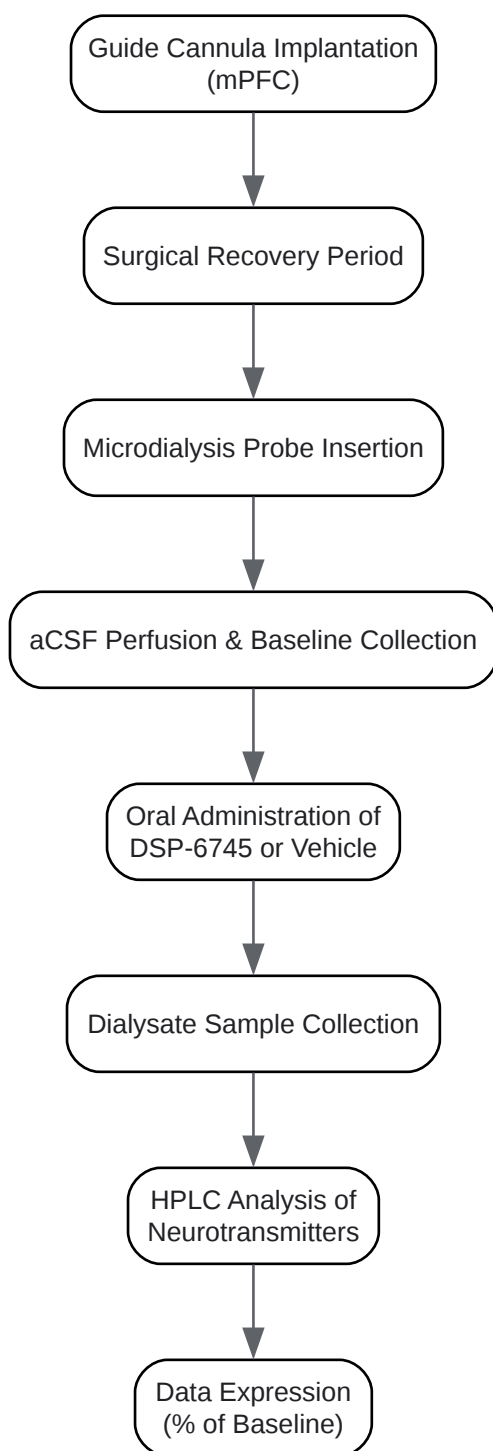 Guide Cannula Implantation
(mPFC)
Surgical Recovery Period
Microdialysis Probe Insertion
aCSF Perfusion & Baseline Collection
Oral Administration of
DSP-6745 or Vehicle
Dialysate Sample Collection
HPLC Analysis of
Neurotransmitters
Data Expression
(% of Baseline)